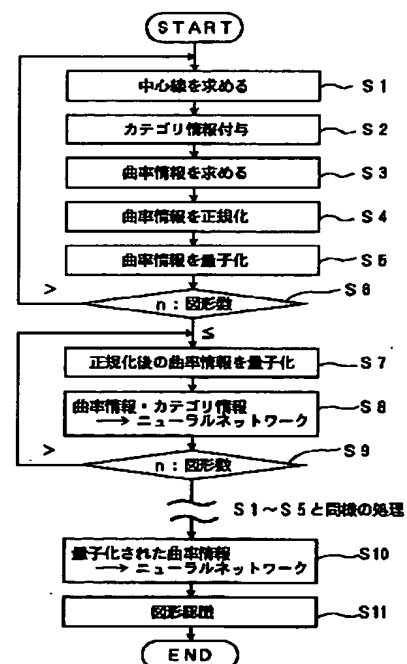 START
中心線を求める
S1
カテゴリ情報付与
S2
曲率情報を求める
S3
曲率情報を正規化
S4
曲率情報を量子化
S5
>
n:図形数
S6
≦
正規化後の曲率情報を量子化
S7
曲率情報・カテゴリ情報
→ ニューラルネットワーク
S8
>
n:図形数
S9
S1~S5と同様の処理
量子化された曲率情報
→ ニューラルネットワーク
S10
図形認識
S11
END